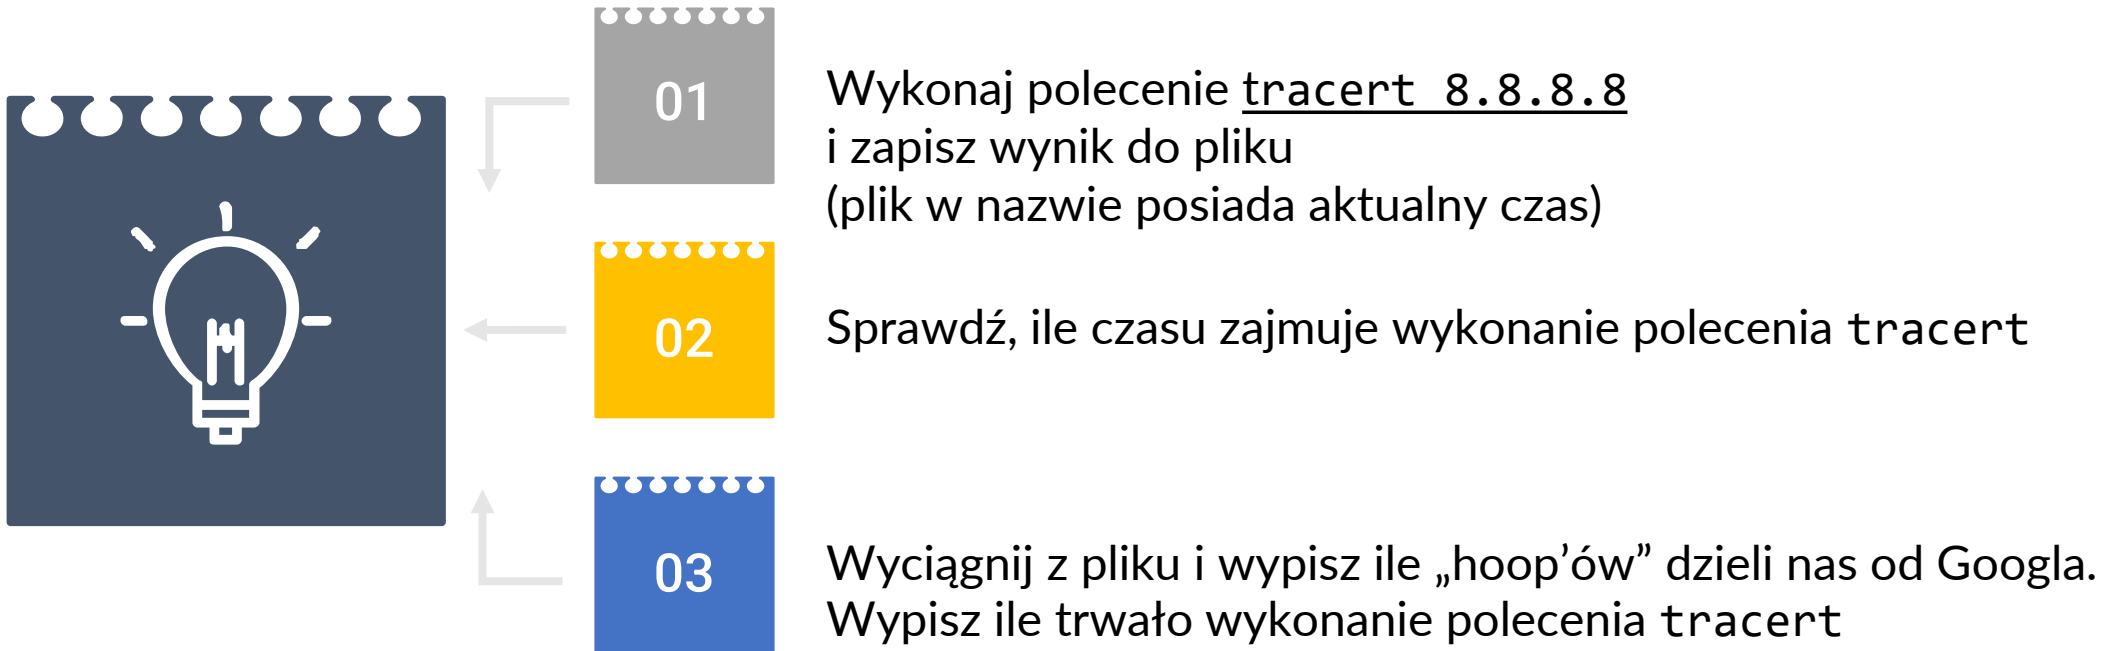 01
Wykonaj polecenie tracert 8.8.8.8
i zapisz wynik do pliku
(plik w nazwie posiada aktualny czas)
02
Sprawdź, ile czasu zajmuje wykonanie polecenia tracert
03
Wyciągnij z pliku i wypisz ile „hoop’ów” dzieli nas od Googla.
Wypisz ile trwało wykonanie polecenia tracert